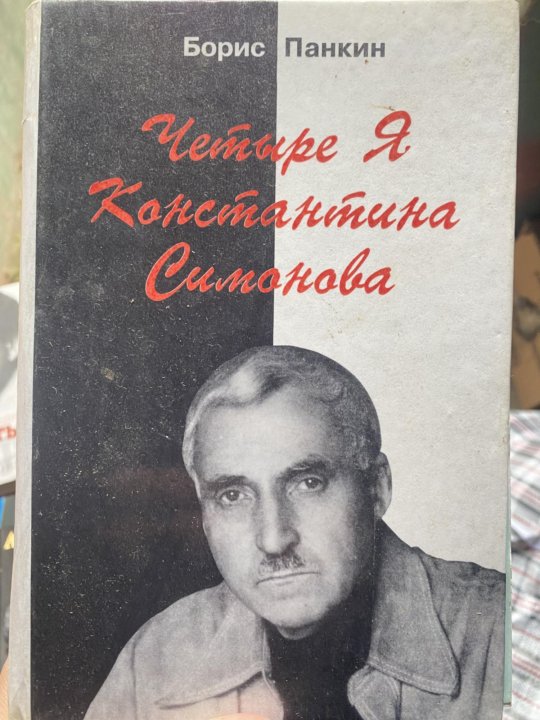 Борис Панкин
Четыре Я
Константина
Симонова